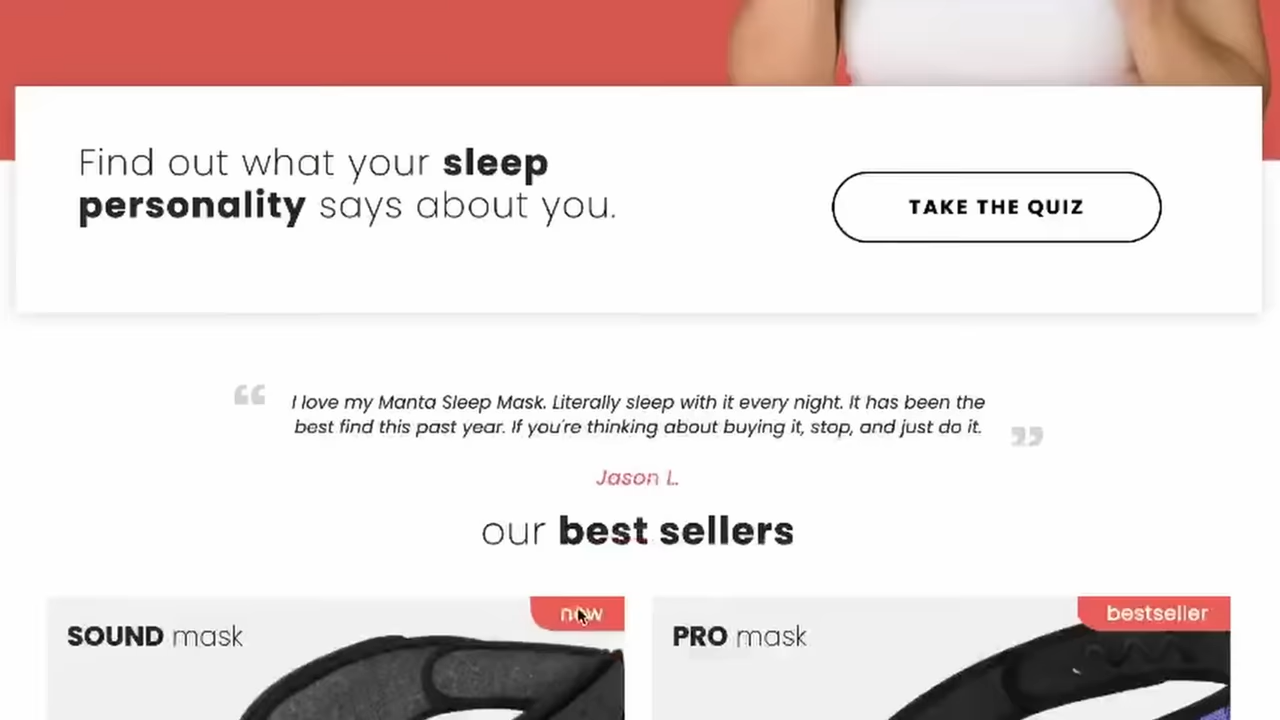 Find out what your sleep
personality says about you.
TAKE THE QUIZ
“ I love my Manta Sleep Mask. Literally sleep with it every night. It has been the
best find this past year. If you're thinking about buying it, stop, and just do it. ”
Jason L.
our best sellers
SOUND mask
new
PRO mask
bestseller